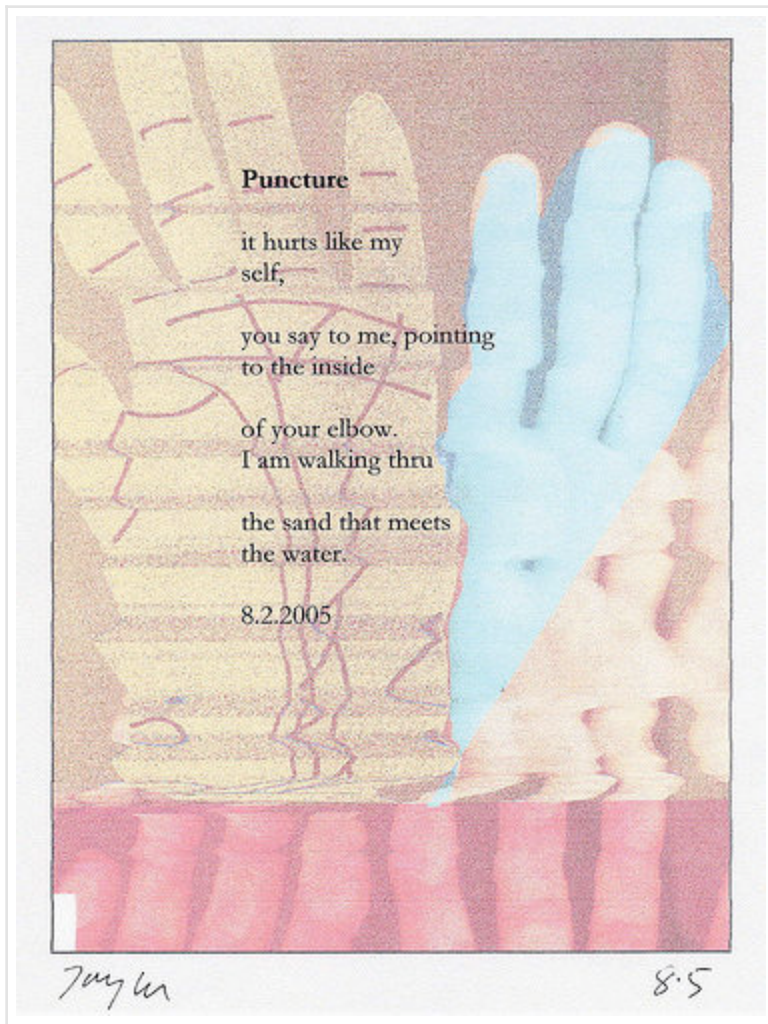 Puncture
it hurts like my
self,
you say to me, pointing
to the inside
of your elbow.
I am walking thru
the sand that meets
the water.
8.2.2005
8.5